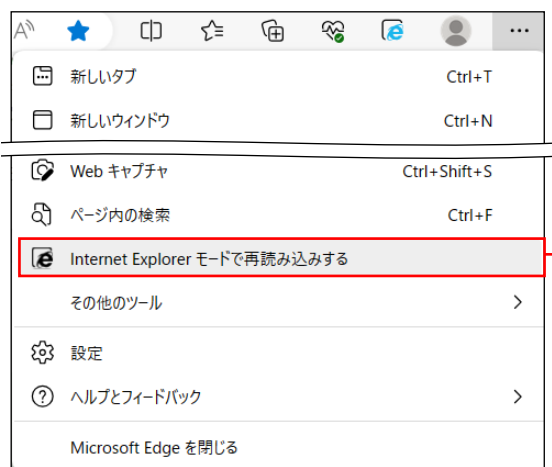 A
新しいタブ Ctrl+T
新しいウィンドウ Ctrl+N
Web キャプチャ Ctrl+Shift+S
ページ内の検索 Ctrl+F
Internet Explorer モードで再読み込みする
その他のツール
設定
ヘルプとフィードバック
Microsoft Edge を閉じる